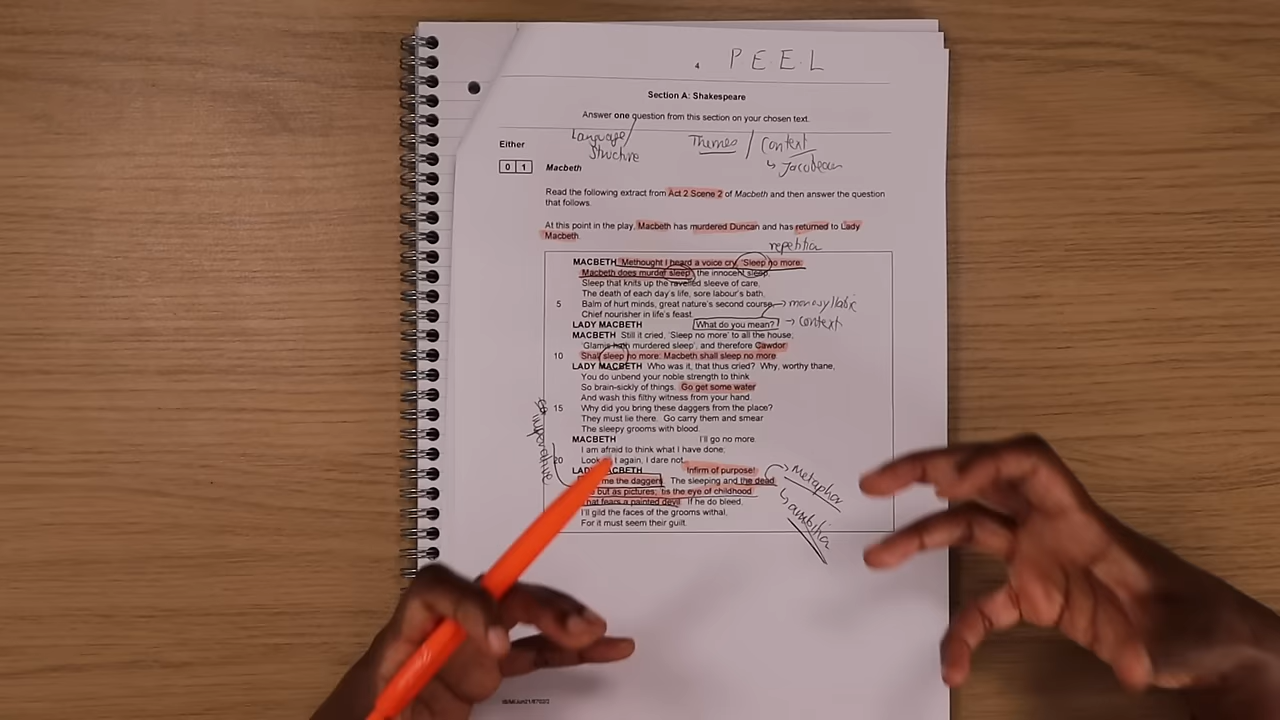 4 P.E.E.L
Section A: Shakespeare
Answer one question from this section on your chosen text.
Language/ Structure
Themes / Context
↳ Jacobean
Either
0 1 Macbeth
Read the following extract from Act 2 Scene 2 of Macbeth and then answer the question
that follows.
At this point in the play, Macbeth has murdered Duncan and has returned to Lady
Macbeth.
repetition
MACBETH Methought I heard a voice cry, 'Sleep no more:
Macbeth does murder sleep', the innocent sleep,
Sleep that knits up the ravelled sleeve of care,
The death of each day's life, sore labour's bath,
5 Balm of hurt minds, great nature's second course, → monosyllabic
Chief nourisher in life's feast.
LADY MACBETH What do you mean? → context
MACBETH Still it cried, 'Sleep no more' to all the house;
'Glamis hath murdered sleep', and therefore Cawdor
10 Shall sleep no more: Macbeth shall sleep no more
LADY MACBETH Who was it, that thus cried? Why, worthy thane,
You do unbend your noble strength to think
So brain-sickly of things. Go get some water
And wash this filthy witness from your hand.
15 Why did you bring these daggers from the place?
They must lie there. Go carry them and smear
The sleepy grooms with blood.
imperative
MACBETH I'll go no more.
I am afraid to think what I have done;
20 Look again, I dare not.
LADY MACBETH Infirm of purpose!
me the daggers. The sleeping and the dead → Metaphor
but as pictures; 'tis the eye of childhood ↳ ambition
That fears a painted devil. If he do bleed,
I'll gild the faces of the grooms withal,
For it must seem their guilt.